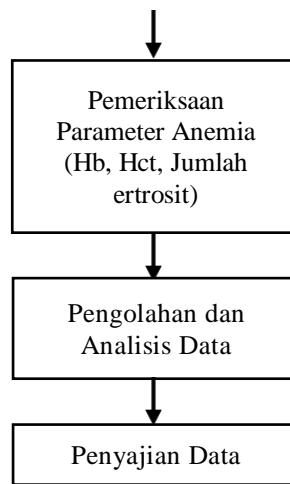 Pemeriksaan
Parameter Anemia
(Hb, Hct, Jumlah
ertrosit)
Pengolahan dan
Analisis Data
Penyajian Data